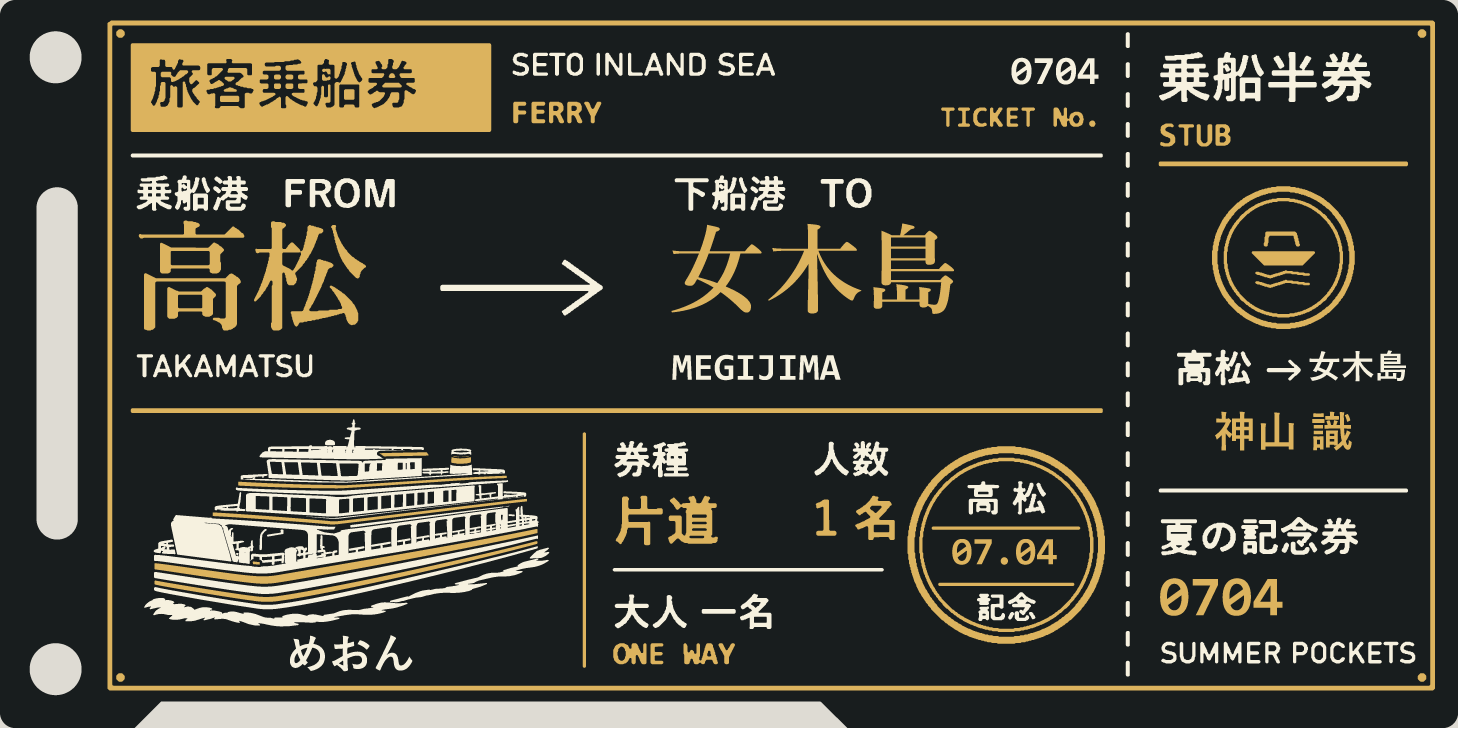 旅客乗船券
SETO INLAND SEA
FERRY
0704
TICKET No.
乗船港 FROM
高松
TAKAMATSU
下船港 TO
女木島
MEGIJIMA
めおん
券種
片道
人数
1 名
大人 一名
ONE WAY
高松
07.04
記念
乗船半券
STUB
高松 → 女木島
神山 識
夏の記念券
0704
SUMMER POCKETS